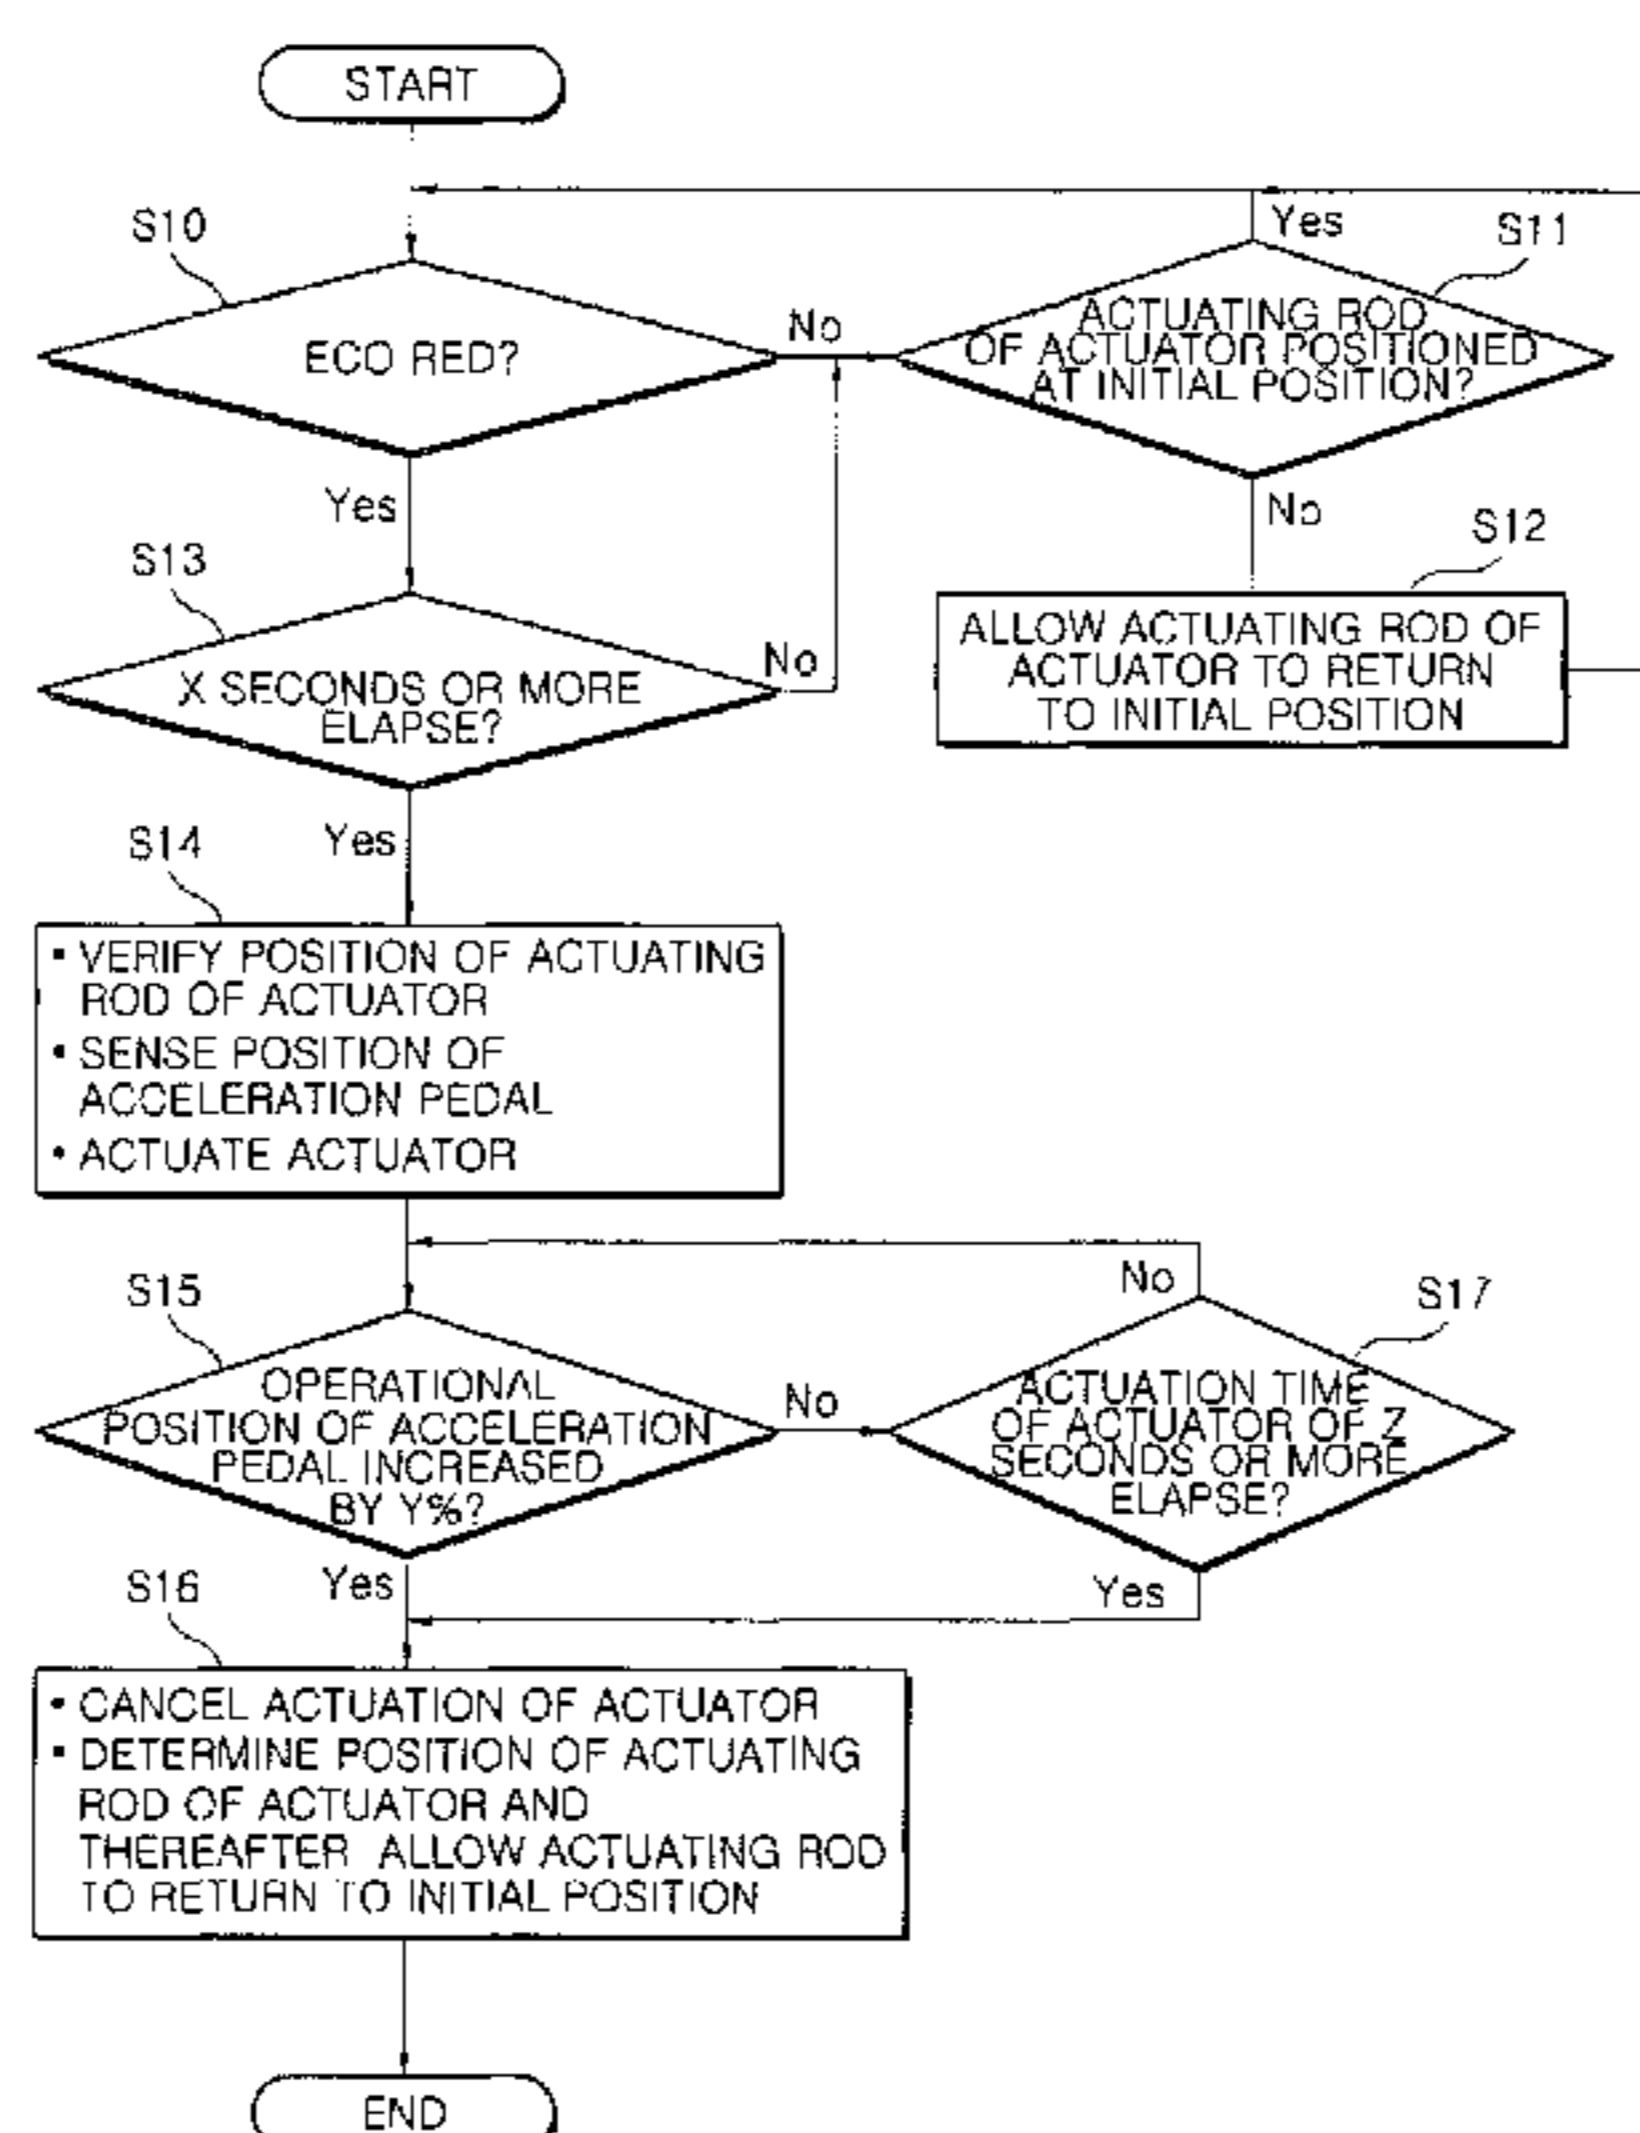 START
S10
Yes
S11
ECO RED?
No
ACTUATING ROD
OF ACTUATOR POSITIONED
AT INITIAL POSITION?
Yes
No
S13
S12
X SECONDS OR MORE
ELAPSE?
No
ALLOW ACTUATING ROD OF
ACTUATOR TO RETURN
TO INITIAL POSITION
S14
Yes
▪ VERIFY POSITION OF ACTUATING
ROD OF ACTUATOR
• SENSE POSITION OF
ACCELERATION PEDAL
• ACTUATE ACTUATOR
S15
No
S17
OPERATIONAL
POSITION OF ACCELERATION
PEDAL INCREASED
BY Y%?
No
ACTUATION TIME
OF ACTUATOR OF Z
SECONDS OR MORE
ELAPSE?
S16
Yes
Yes
• CANCEL ACTUATION OF ACTUATOR
▪ DETERMINE POSITION OF ACTUATING
ROD OF ACTUATOR AND
THEREAFTER ALLOW ACTUATING ROD
TO RETURN TO INITIAL POSITION
END